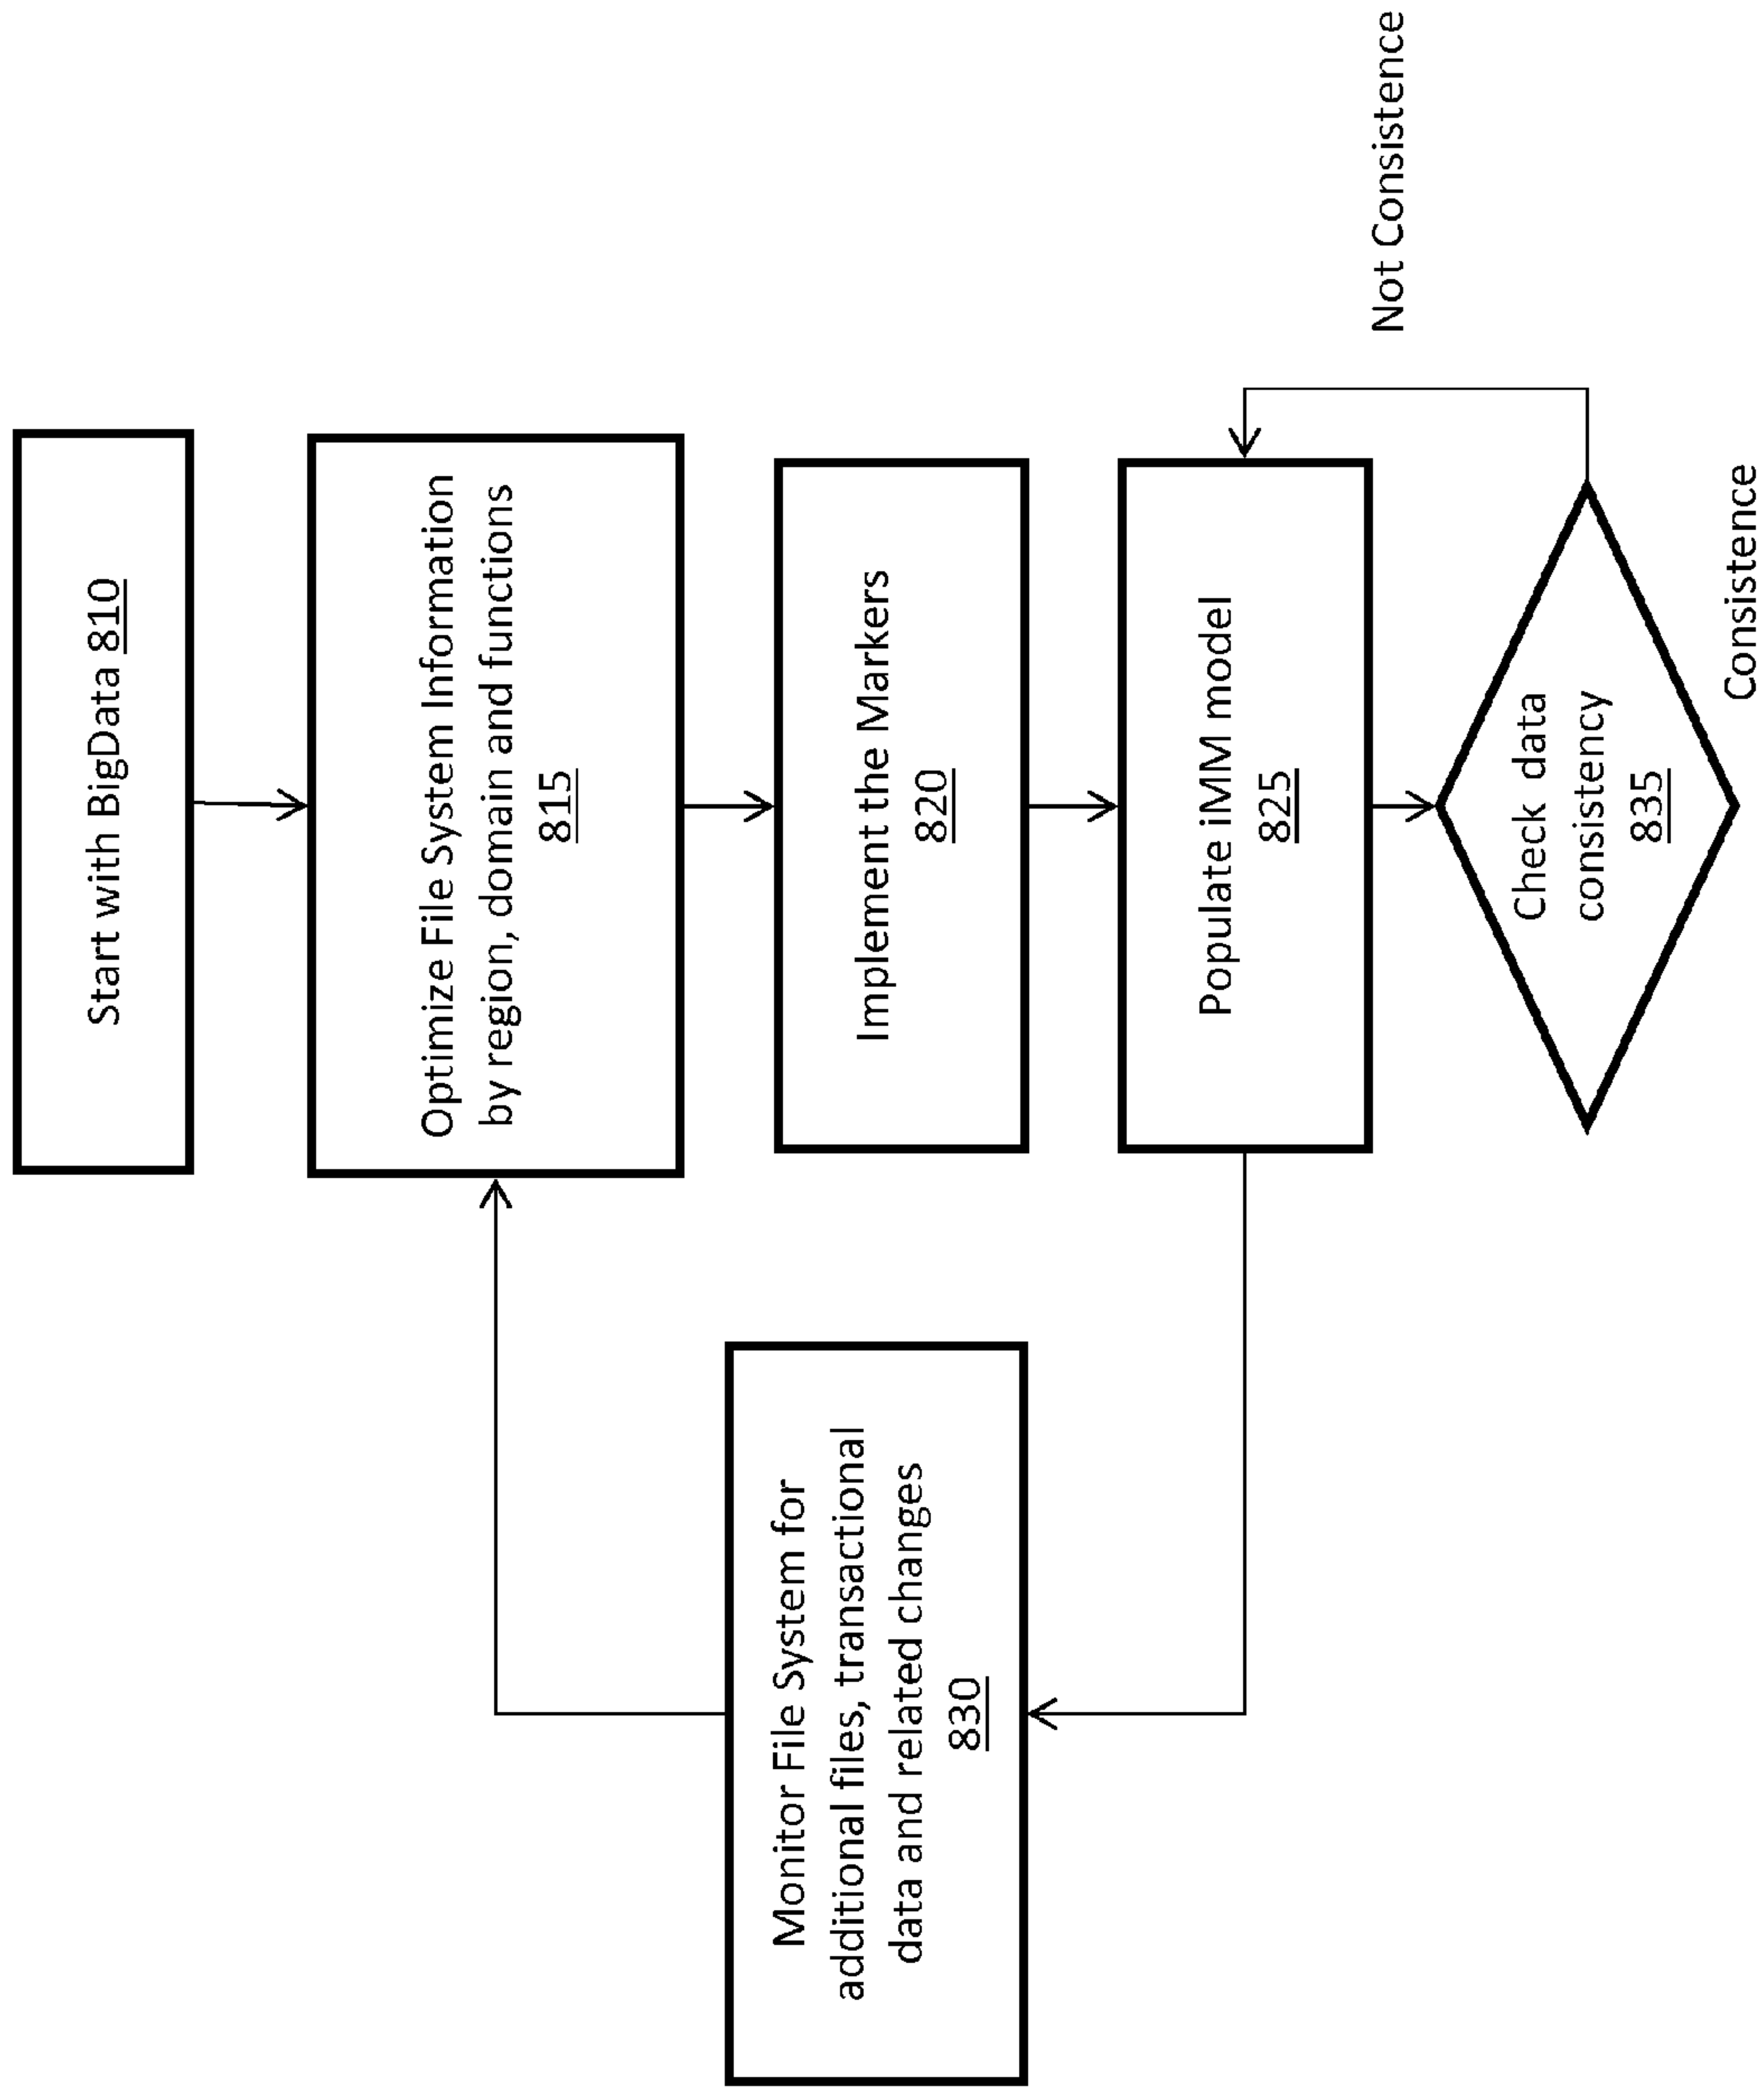 Start with BigData 810
Optimize File System Information
by region, domain and functions
815
Implement the Markers
820
Populate iMM model
825
Monitor File System for
additional files, transactional
data and related changes
830
Check data
consistency
835
Not Consistence
Consistence